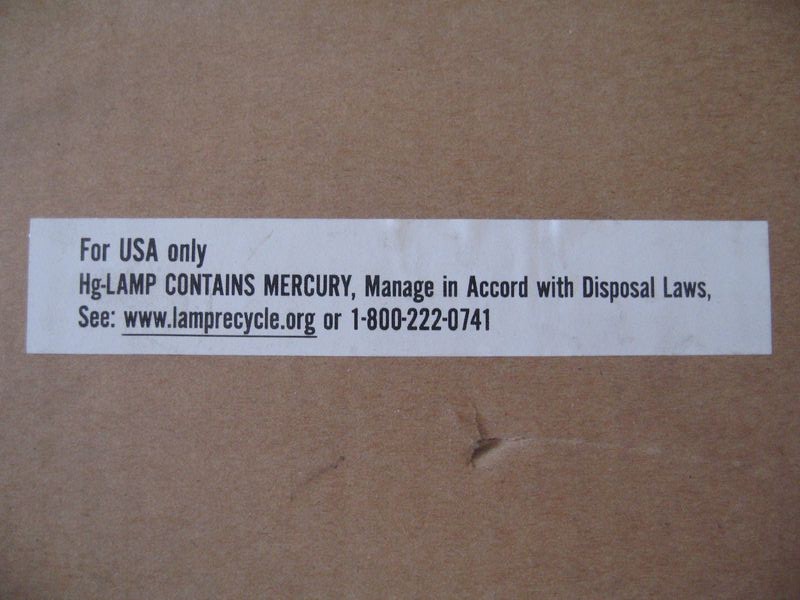 For USA only
Hg-LAMP CONTAINS MERCURY, Manage in Accord with Disposal Laws,
See: www.lamprecycle.org or 1-800-222-0741